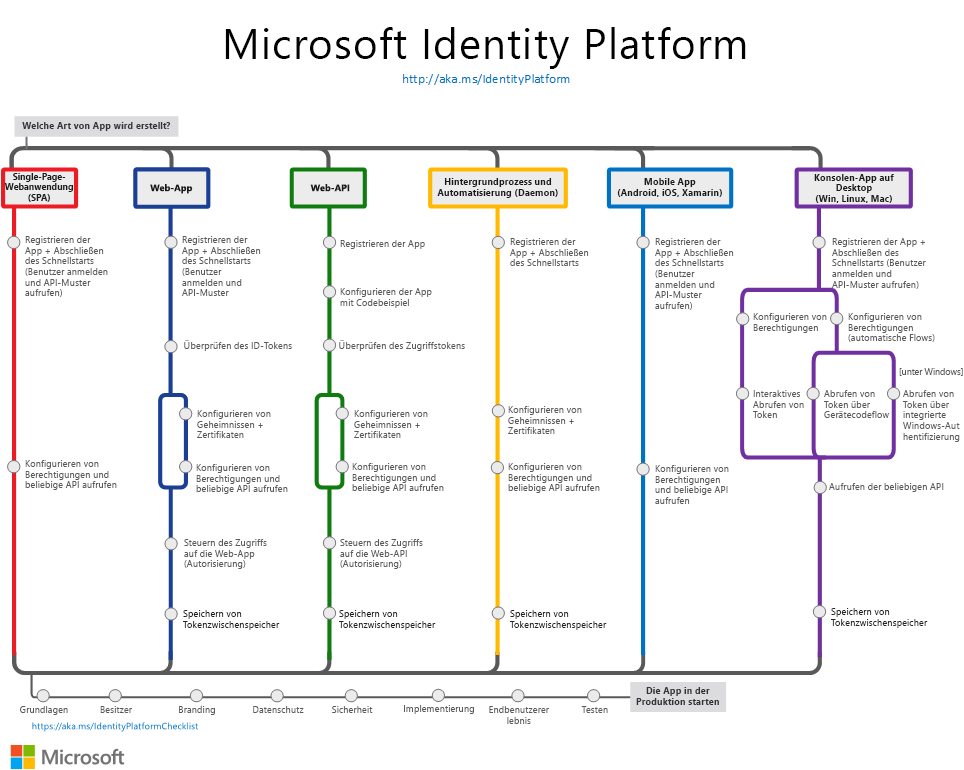 Microsoft Identity Platform
http://aka.ms/IdentityPlatform
Welche Art von App wird erstellt?
Single-Page-
Webanwendung
(SPA)
Registrieren der
App + Abschließen
des Schnellstarts
(Benutzer anmelden
und API-Muster
aufrufen)
Konfigurieren von
Berechtigungen und
beliebige API aufrufen
Web-App
Registrieren der
App + Abschließen
des Schnellstarts
(Benutzer
anmelden und
API-Muster
Überprüfen des ID-Tokens
Konfigurieren von
Geheimnissen +
Zertifikaten
Konfigurieren von
Berechtigungen und
beliebige API aufrufen
Steuern des Zugriffs
auf die Web-App
(Autorisierung)
Speichern von
Tokenzwischenspeicher
Web-API
Registrieren der App
Konfigurieren der App
mit Codebeispiel
Überprüfen des Zugriffstokens
Konfigurieren von
Geheimnissen +
Zertifikaten
Konfigurieren von
Berechtigungen und
beliebige API aufrufen
Steuern des Zugriffs
auf die Web-API
(Autorisierung)
Speichern von
Tokenzwischenspeicher
Hintergrundprozess und
Automatisierung (Daemon)
Registrieren der
App + Abschließen
des Schnellstarts
Konfigurieren von
Geheimnissen +
Zertifikaten
Konfigurieren von
Berechtigungen und
beliebige API aufrufen
Speichern von
Tokenzwischenspeicher
Mobile App
(Android, iOS, Xamarin)
Registrieren der
App + Abschließen
des Schnellstarts
(Benutzer
anmelden und
API-Muster
aufrufen)
Konfigurieren von
Berechtigungen
und beliebige API
aufrufen
Konsolen-App auf
Desktop
(Win, Linux, Mac)
Registrieren der App +
Abschließen des
Schnellstarts (Benutzer
anmelden und
API-Muster aufrufen)
Konfigurieren von
Berechtigungen
Konfigurieren von
Berechtigungen
(automatische Flows)
[unter Windows]
Interaktives
Abrufen von
Token
Abrufen von
Token über
Gerätecodeflow
Abrufen von
Token über
integrierte
Windows-Aut
hentifizierung
Aufrufen der beliebigen API
Speichern von
Tokenzwischenspeicher
Grundlagen
Besitzer
Branding
Datenschutz
Sicherheit
Implementierung
Endbenutzerer
lebnis
Testen
Die App in der
Produktion starten
https://aka.ms/IdentityPlatformChecklist
Microsoft